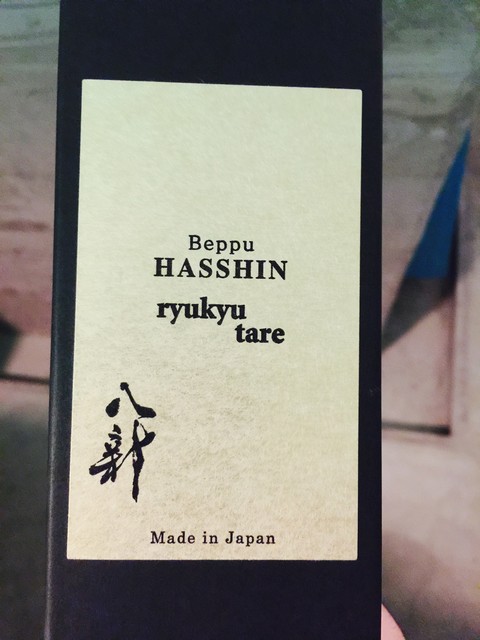 Beppu
HASSHIN
ryukyu
tare
八新
Made in Japan